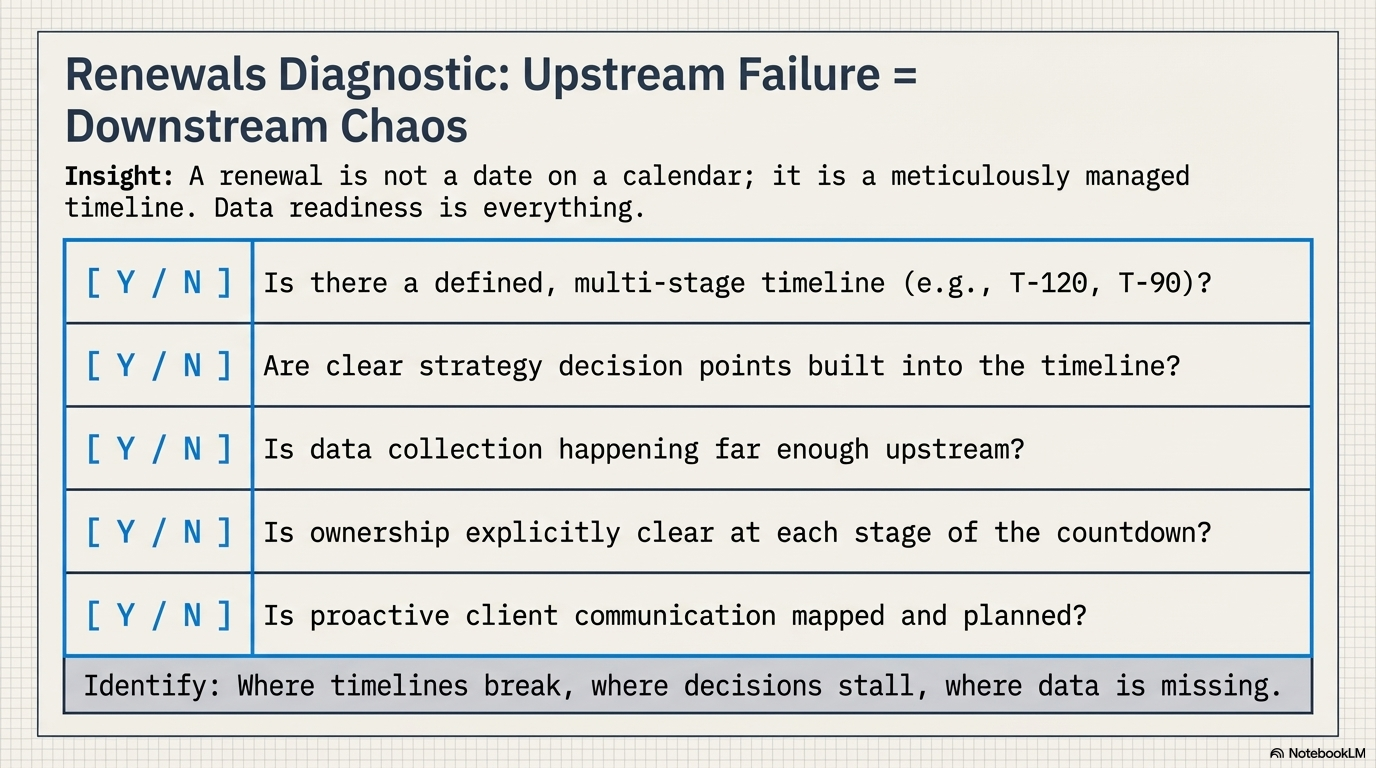 Renewals Diagnostic: Upstream Failure =
Downstream Chaos
Insight: A renewal is not a date on a calendar; it is a meticulously managed
timeline. Data readiness is everything.
[ Y / N ] Is there a defined, multi-stage timeline (e.g., T-120, T-90)?
[ Y / N ] Are clear strategy decision points built into the timeline?
[ Y / N ] Is data collection happening far enough upstream?
[ Y / N ] Is ownership explicitly clear at each stage of the countdown?
[ Y / N ] Is proactive client communication mapped and planned?
Identify: Where timelines break, where decisions stall, where data is missing.
NotebookLM